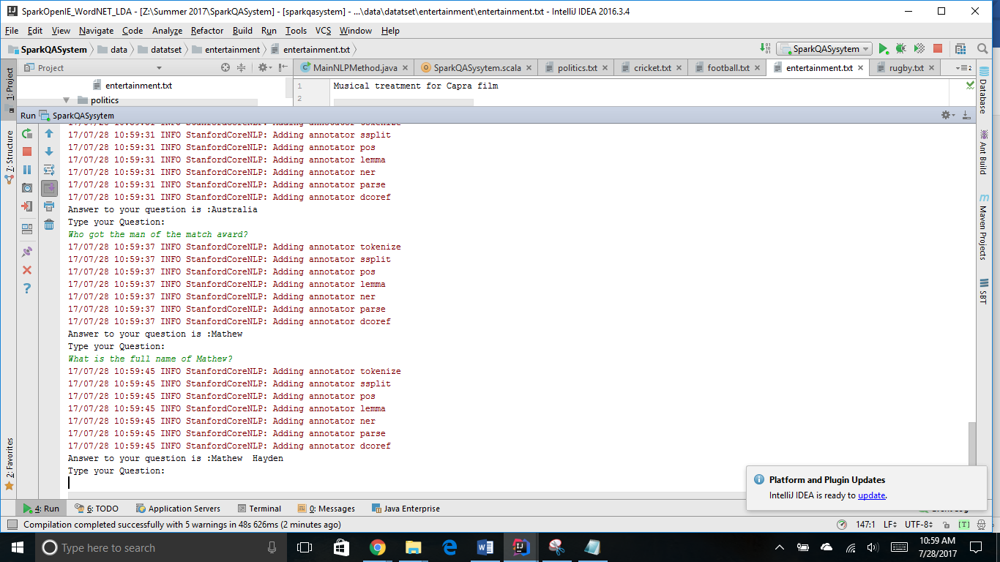 SparkOpenIE_WordNET_LDA - [Z:\Summer 2017\SparkQASystem] - [sparkqasystem] - ...\data\datatset\entertainment\entertainment.txt - IntelliJ IDEA 2016.3.4
File Edit View Navigate Code Analyze Refactor Build Run Tools VCS Window Help
SparkQASystem data datatset entertainment entertainment.txt SparkQASysytem
Project MainNLPMethod.java SparkQASysytem.scala politics.txt cricket.txt football.txt entertainment.txt rugby.txt 2
1: Project
entertainment.txt
politics
1 Musical treatment for Capra film
2
Run SparkQASysytem
17/07/28 10:59:31 INFO StanfordCoreNLP: Adding annotator tokenize
17/07/28 10:59:31 INFO StanfordCoreNLP: Adding annotator ssplit
17/07/28 10:59:31 INFO StanfordCoreNLP: Adding annotator pos
17/07/28 10:59:31 INFO StanfordCoreNLP: Adding annotator lemma
17/07/28 10:59:31 INFO StanfordCoreNLP: Adding annotator ner
17/07/28 10:59:31 INFO StanfordCoreNLP: Adding annotator parse
17/07/28 10:59:31 INFO StanfordCoreNLP: Adding annotator dcoref
Answer to your question is :Australia
Type your Question:
Who got the man of the match award?
17/07/28 10:59:37 INFO StanfordCoreNLP: Adding annotator tokenize
17/07/28 10:59:37 INFO StanfordCoreNLP: Adding annotator ssplit
17/07/28 10:59:37 INFO StanfordCoreNLP: Adding annotator pos
17/07/28 10:59:37 INFO StanfordCoreNLP: Adding annotator lemma
17/07/28 10:59:37 INFO StanfordCoreNLP: Adding annotator ner
17/07/28 10:59:37 INFO StanfordCoreNLP: Adding annotator parse
17/07/28 10:59:37 INFO StanfordCoreNLP: Adding annotator dcoref
Answer to your question is :Mathew
Type your Question:
What is the full name of Mathew?
17/07/28 10:59:45 INFO StanfordCoreNLP: Adding annotator tokenize
17/07/28 10:59:45 INFO StanfordCoreNLP: Adding annotator ssplit
17/07/28 10:59:45 INFO StanfordCoreNLP: Adding annotator pos
17/07/28 10:59:45 INFO StanfordCoreNLP: Adding annotator lemma
17/07/28 10:59:45 INFO StanfordCoreNLP: Adding annotator ner
17/07/28 10:59:45 INFO StanfordCoreNLP: Adding annotator parse
17/07/28 10:59:45 INFO StanfordCoreNLP: Adding annotator dcoref
Answer to your question is :Mathew  Hayden
Type your Question:
Z: Structure
2: Favorites
Database
Ant Build
Maven Projects
SBT
Platform and Plugin Updates
IntelliJ IDEA is ready to update.
4: Run 6: TODO Application Servers Terminal 0: Messages Java Enterprise
Compilation completed successfully with 5 warnings in 48s 626ms (2 minutes ago) 147:1 LF UTF-8 [T]
Type here to search
10:59 AM
7/28/2017